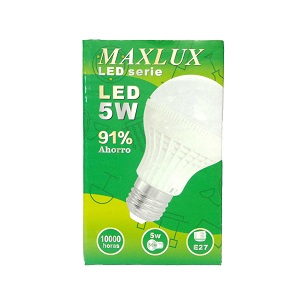 MAXLUX
LED serie
LED
5W
91%
Ahorro
10000
horas
5w
E27